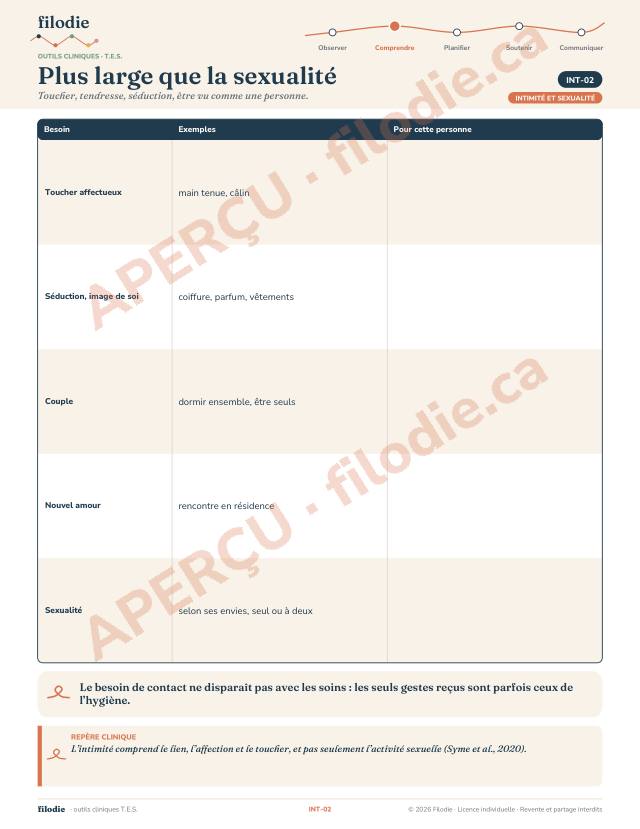 filodie
OUTILS CLINIQUES · T.E.S.
Observer Comprendre Planifier Soutenir Communiquer
Plus large que la sexualité
Toucher, tendresse, séduction, être vu comme une personne.
INT-02
INTIMITÉ ET SEXUALITÉ
Besoin Exemples Pour cette personne
Toucher affectueux main tenue, câlin
Séduction, image de soi coiffure, parfum, vêtements
Couple dormir ensemble, être seuls
Nouvel amour rencontre en résidence
Sexualité selon ses envies, seul ou à deux
APERÇU · filodie.ca
APERÇU · filodie.ca
Le besoin de contact ne disparaît pas avec les soins : les seuls gestes reçus sont parfois ceux de
l'hygiène.
REPÈRE CLINIQUE
L'intimité comprend le lien, l'affection et le toucher, et pas seulement l'activité sexuelle (Syme et al., 2020).
filodie · outils cliniques T.E.S. INT-02 © 2026 Filodie · Licence individuelle · Revente et partage interdits